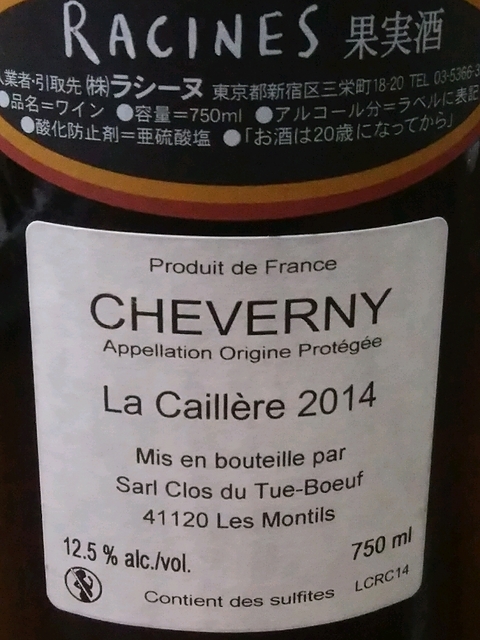 RACINES 果実酒
入業者・引取先 ㈱ラシーヌ 東京都新宿区三栄町18-20 TEL 03-5366-3
●品名=ワイン ●容量=750ml ●アルコール分=ラベルに表記
●酸化防止剤=亜硫酸塩 ●「お酒は20歳になってから」
Produit de France
CHEVERNY
Appellation Origine Protégée
La Caillère 2014
Mis en bouteille par
Sarl Clos du Tue-Boeuf
41120 Les Montils
12.5 % alc./vol. 750 ml
Contient des sulfites LCRC14